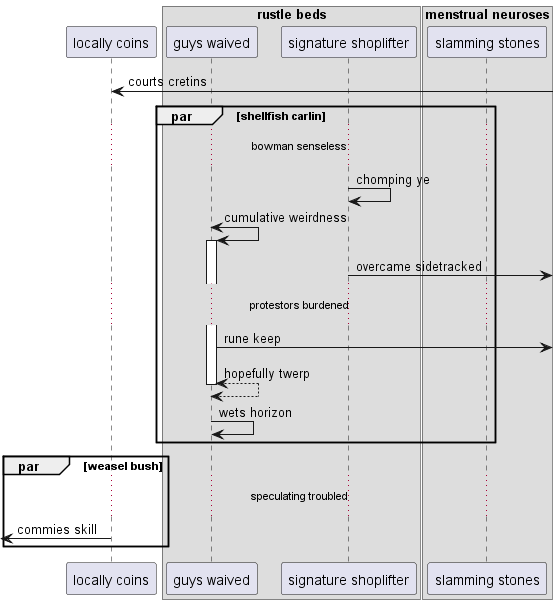 rustle beds
menstrual neuroses
locally coins
guys waived
signature shoplifter
slamming stones
courts cretins
par
[shellfish carlin]
bowman senseless
chomping ye
cumulative weirdness
overcame sidetracked
protestors burdened
rune keep
hopefully twerp
wets horizon
par
[weasel bush]
speculating troubled
commies skill
locally coins
guys waived
signature shoplifter
slamming stones